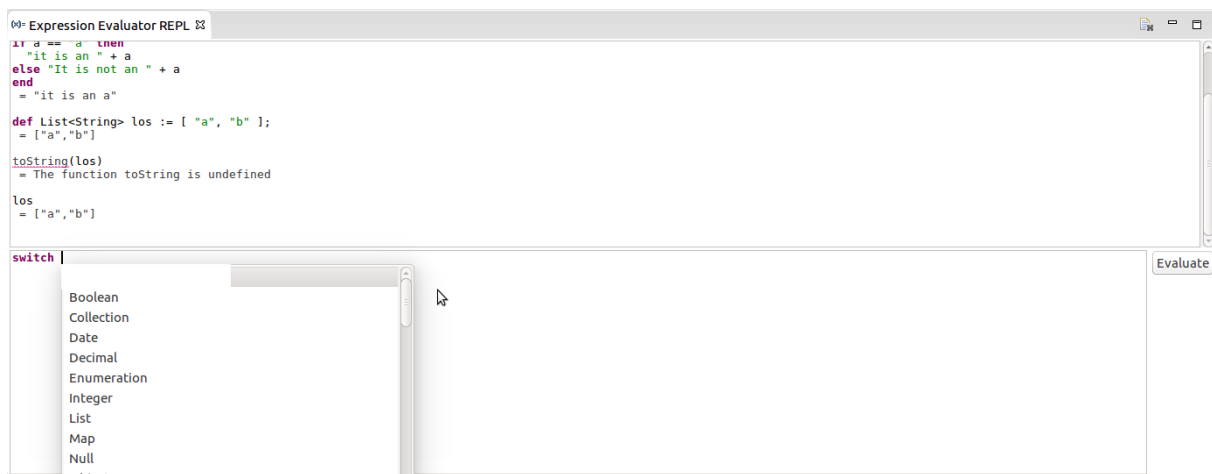 (x)= Expression Evaluator REPL
if a == "a" then
"it is an " + a
else "It is not an " + a
end
= "it is an a"
def List<String> los := [ "a", "b" ];
= ["a","b"]
toString(los)
= The function toString is undefined
los
= ["a","b"]
switch
Evaluate
Boolean
Collection
Date
Decimal
Enumeration
Integer
List
Map
Null